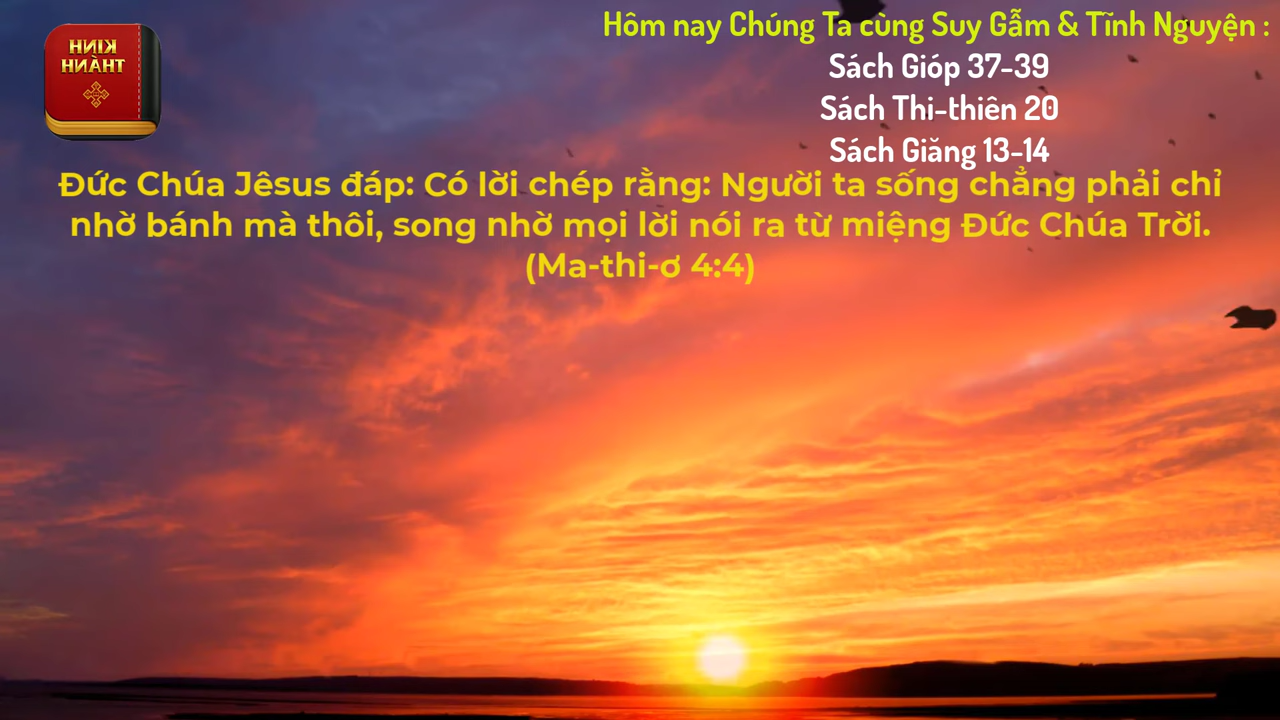 KINH
THÀNH
Hôm nay Chúng Ta cùng Suy Gẫm & Tĩnh Nguyện :
Sách Gióp 37-39
Sách Thi-thiên 20
Sách Giăng 13-14
Đức Chúa Jêsus đáp: Có lời chép rằng: Người ta sống chẳng phải chỉ
nhờ bánh mà thôi, song nhờ mọi lời nói ra từ miệng Đức Chúa Trời.
(Ma-thi-ơ 4:4)